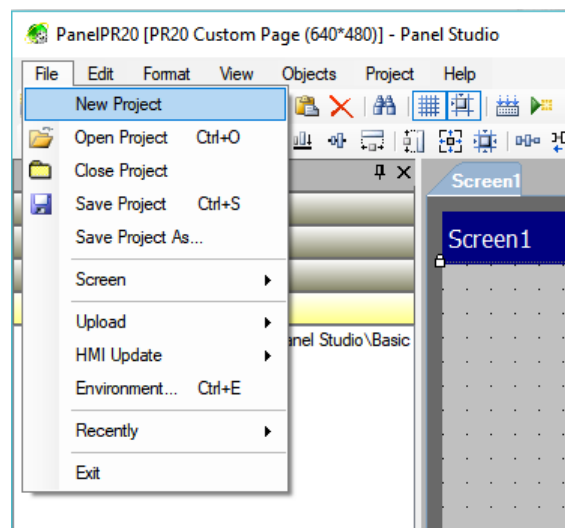 PanelPR20 [PR20 Custom Page (640*480)] - Panel Studio
File Edit Format View Objects Project Help
New Project
Open Project Ctrl+O
Close Project
Save Project Ctrl+S
Save Project As...
Screen
Upload
HMI Update
Environment... Ctrl+E
Recently
Exit
anel Studio\Basic
Screen1
Screen1